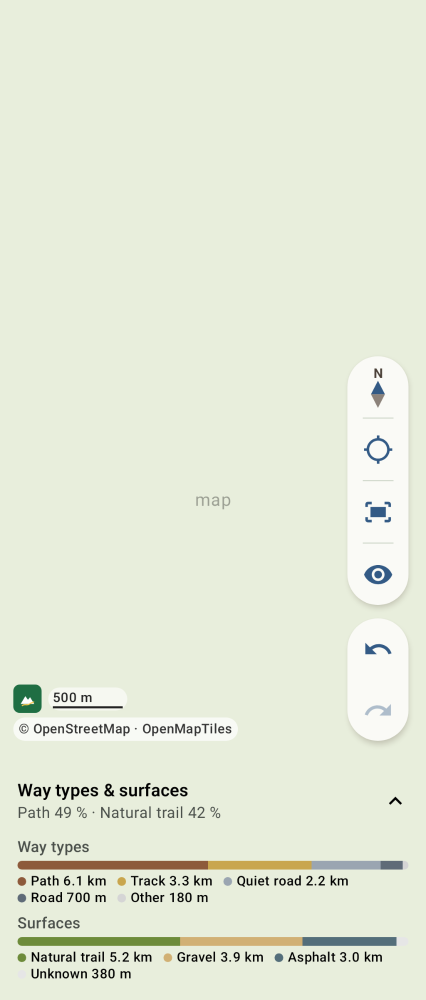 N
map
500 m
© OpenStreetMap · OpenMapTiles
Way types & surfaces
Path 49 % · Natural trail 42 %
Way types
Path 6.1 km Track 3.3 km Quiet road 2.2 km
Road 700 m Other 180 m
Surfaces
Natural trail 5.2 km Gravel 3.9 km Asphalt 3.0 km
Unknown 380 m